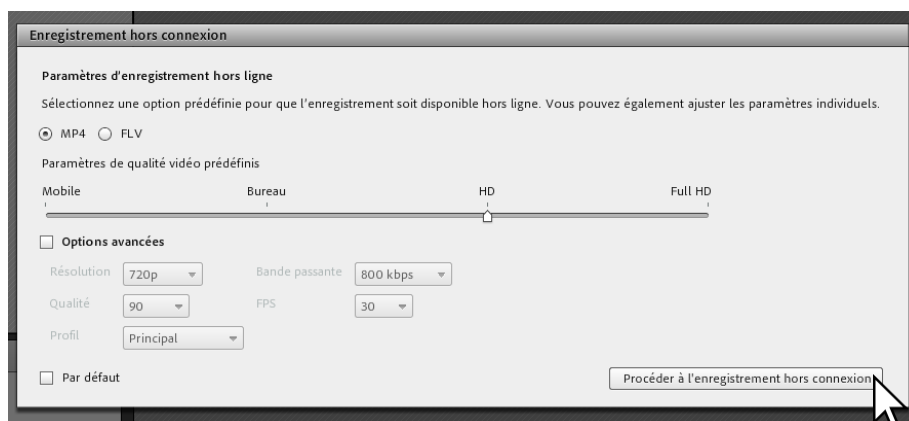 Enregistrement hors connexion
Paramètres d'enregistrement hors ligne
Sélectionnez une option prédéfinie pour que l'enregistrement soit disponible hors ligne. Vous pouvez également ajuster les paramètres individuels.
MP4 FLV
Paramètres de qualité vidéo prédéfinis
Mobile Bureau HD Full HD
Options avancées
Résolution 720p Bande passante 800 kbps
Qualité 90 FPS 30
Profil Principal
Par défaut Procéder à l'enregistrement hors connexion